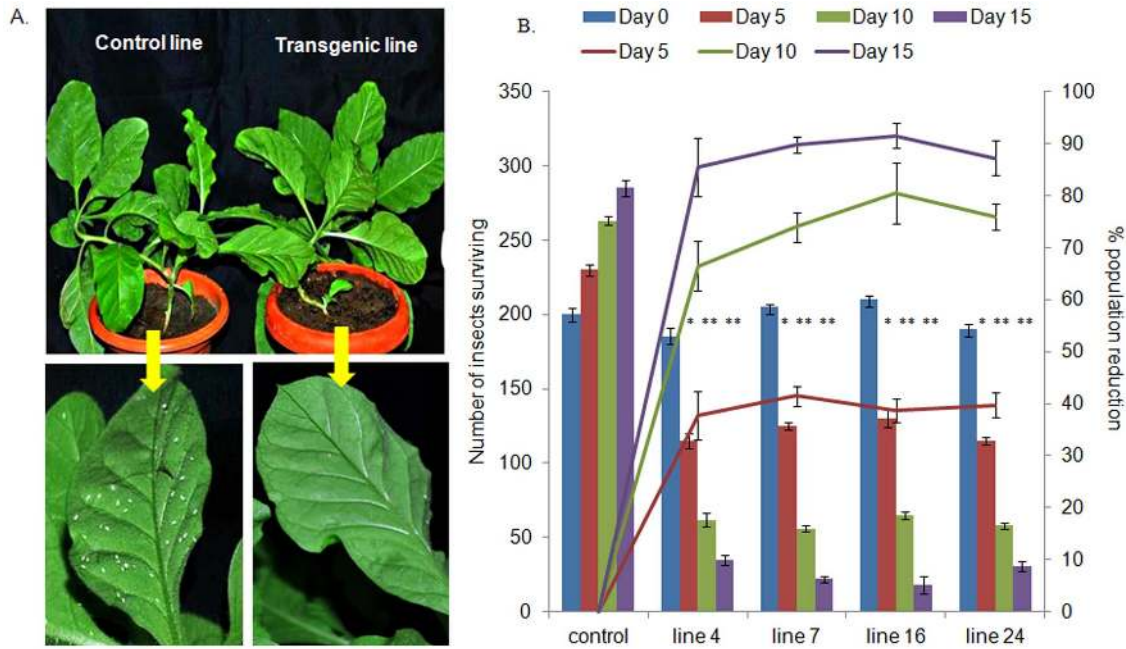 A.
Control line
Transgenic line
B.
Day 0 Day 5 Day 10 Day 15
Day 5 Day 10 Day 15
Number of insects surviving
350
300
250
200
150
100
50
0
* ** **
* ** **
* ** **
* ** **
100
90
80
70
60
50
40
30
20
10
0
% population reduction
control line 4 line 7 line 16 line 24